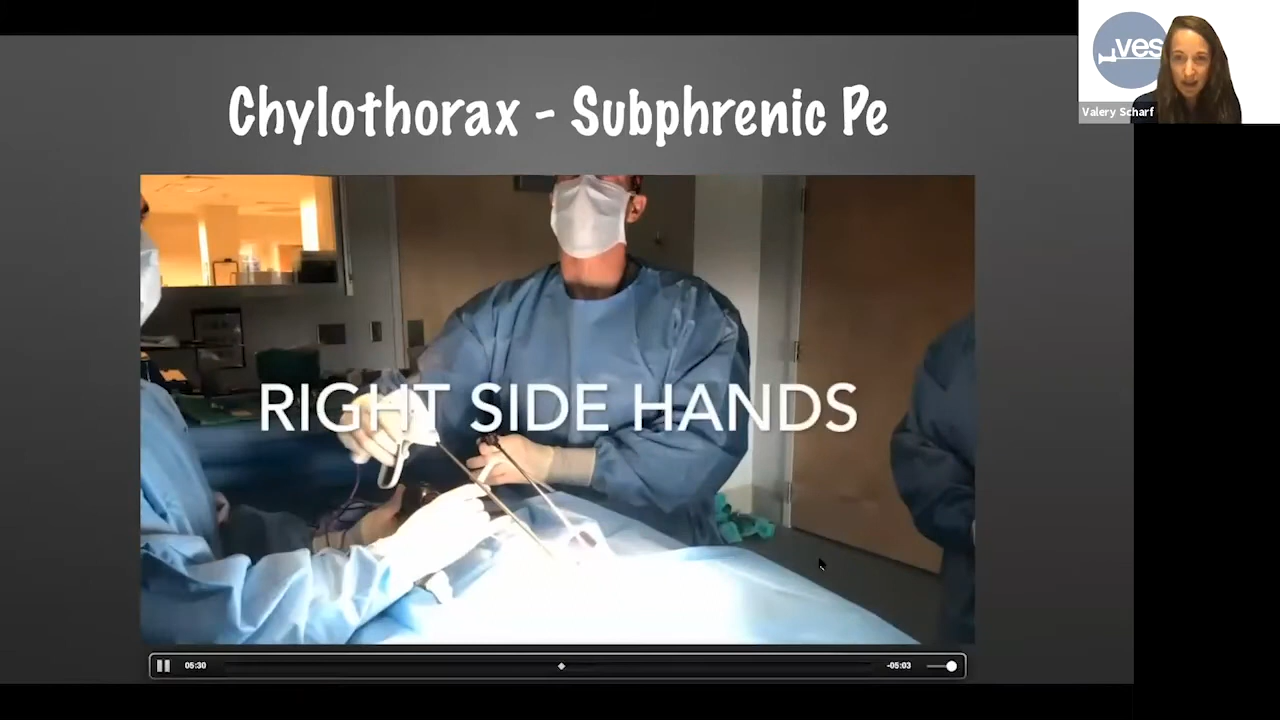 Chylothorax - Subphrenic Pe
.ves
Valery Scharf
RIGHT SIDE HANDS
05:30
-05:03